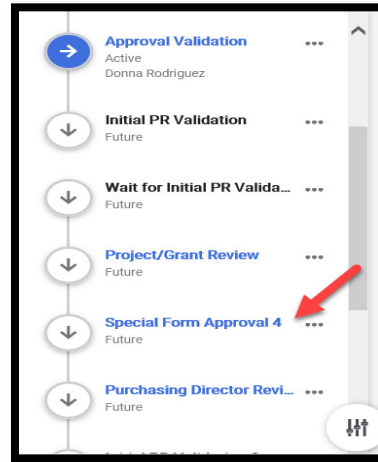 Approval Validation
Active
Donna Rodriguez
Initial PR Validation
Future
Wait for Initial PR Valida...
Future
Project/Grant Review
Future
Special Form Approval 4
Future
Purchasing Director Revi...
Future